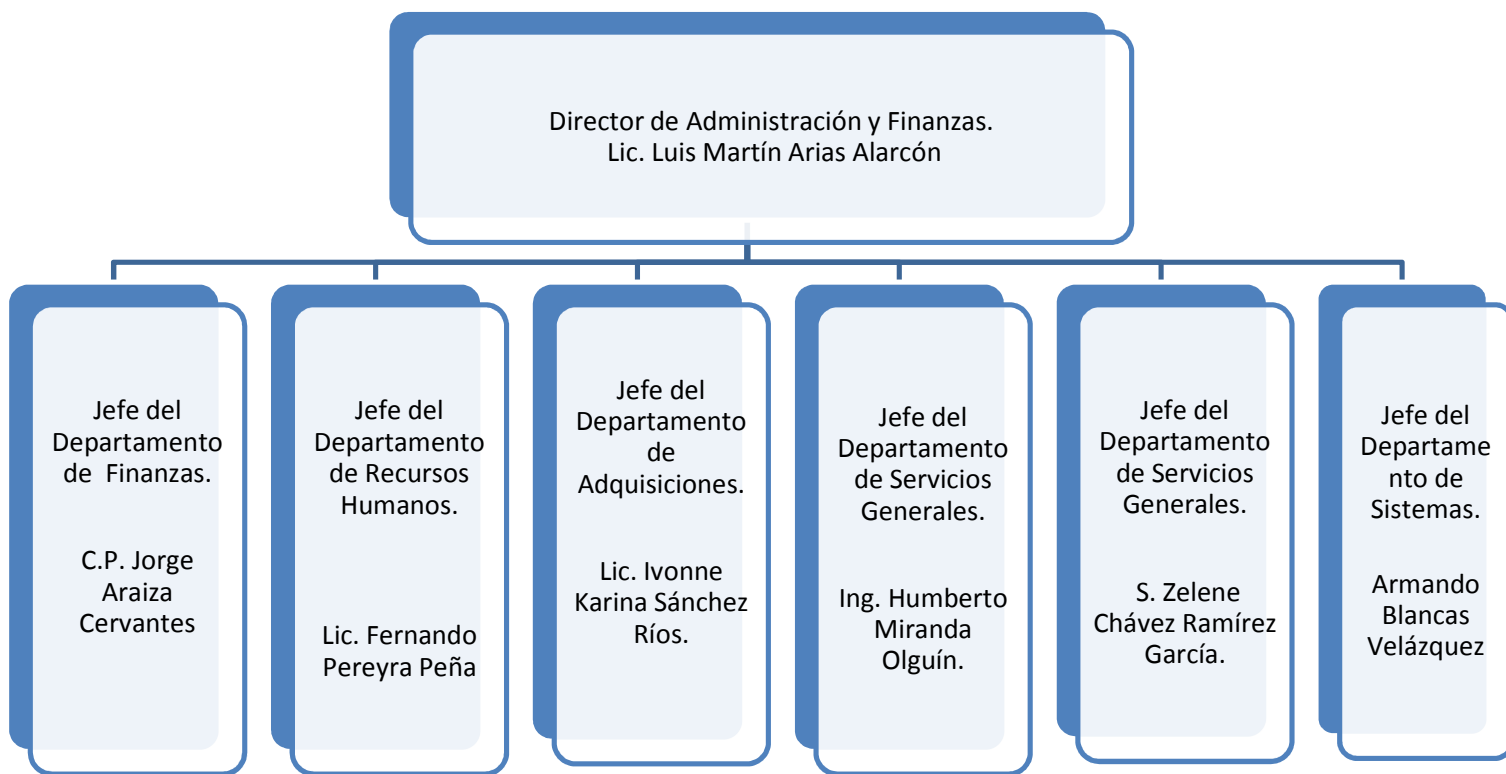 Director de Administración y Finanzas.
Lic. Luis Martín Arias Alarcón
Jefe del
Departamento
de Finanzas.
C.P. Jorge
Araiza
Cervantes
Jefe del
Departamento
de Recursos
Humanos.
Lic. Fernando
Pereyra Peña
Jefe del
Departamento
de
Adquisiciones.
Lic. Ivonne
Karina Sánchez
Ríos.
Jefe del
Departamento
de Servicios
Generales.
Ing. Humberto
Miranda
Olguín.
Jefe del
Departamento
de Servicios
Generales.
S. Zelene
Chávez Ramírez
García.
Jefe del
Departame
nto de
Sistemas.
Armando
Blancas
Velázquez